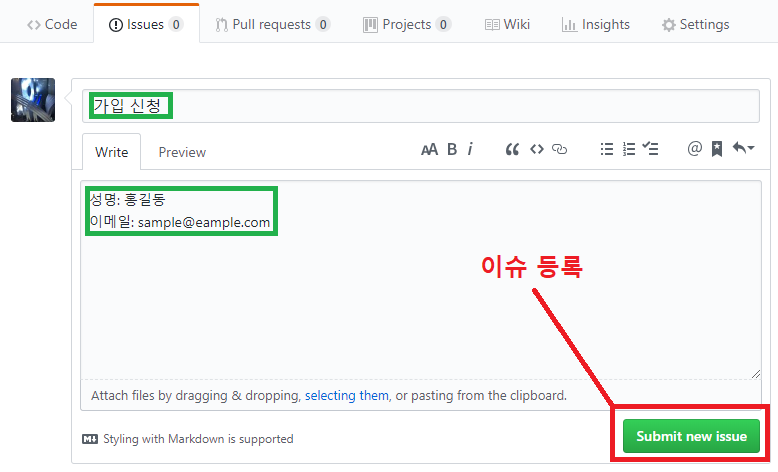 Code Issues 0 Pull requests 0 Projects 0 Wiki Insights Settings
가입 신청
Write Preview AA B i @
성명: 홍길동
이메일: sample@eample.com
이슈 등록
Attach files by dragging & dropping, selecting them, or pasting from the clipboard.
Styling with Markdown is supported
Submit new issue